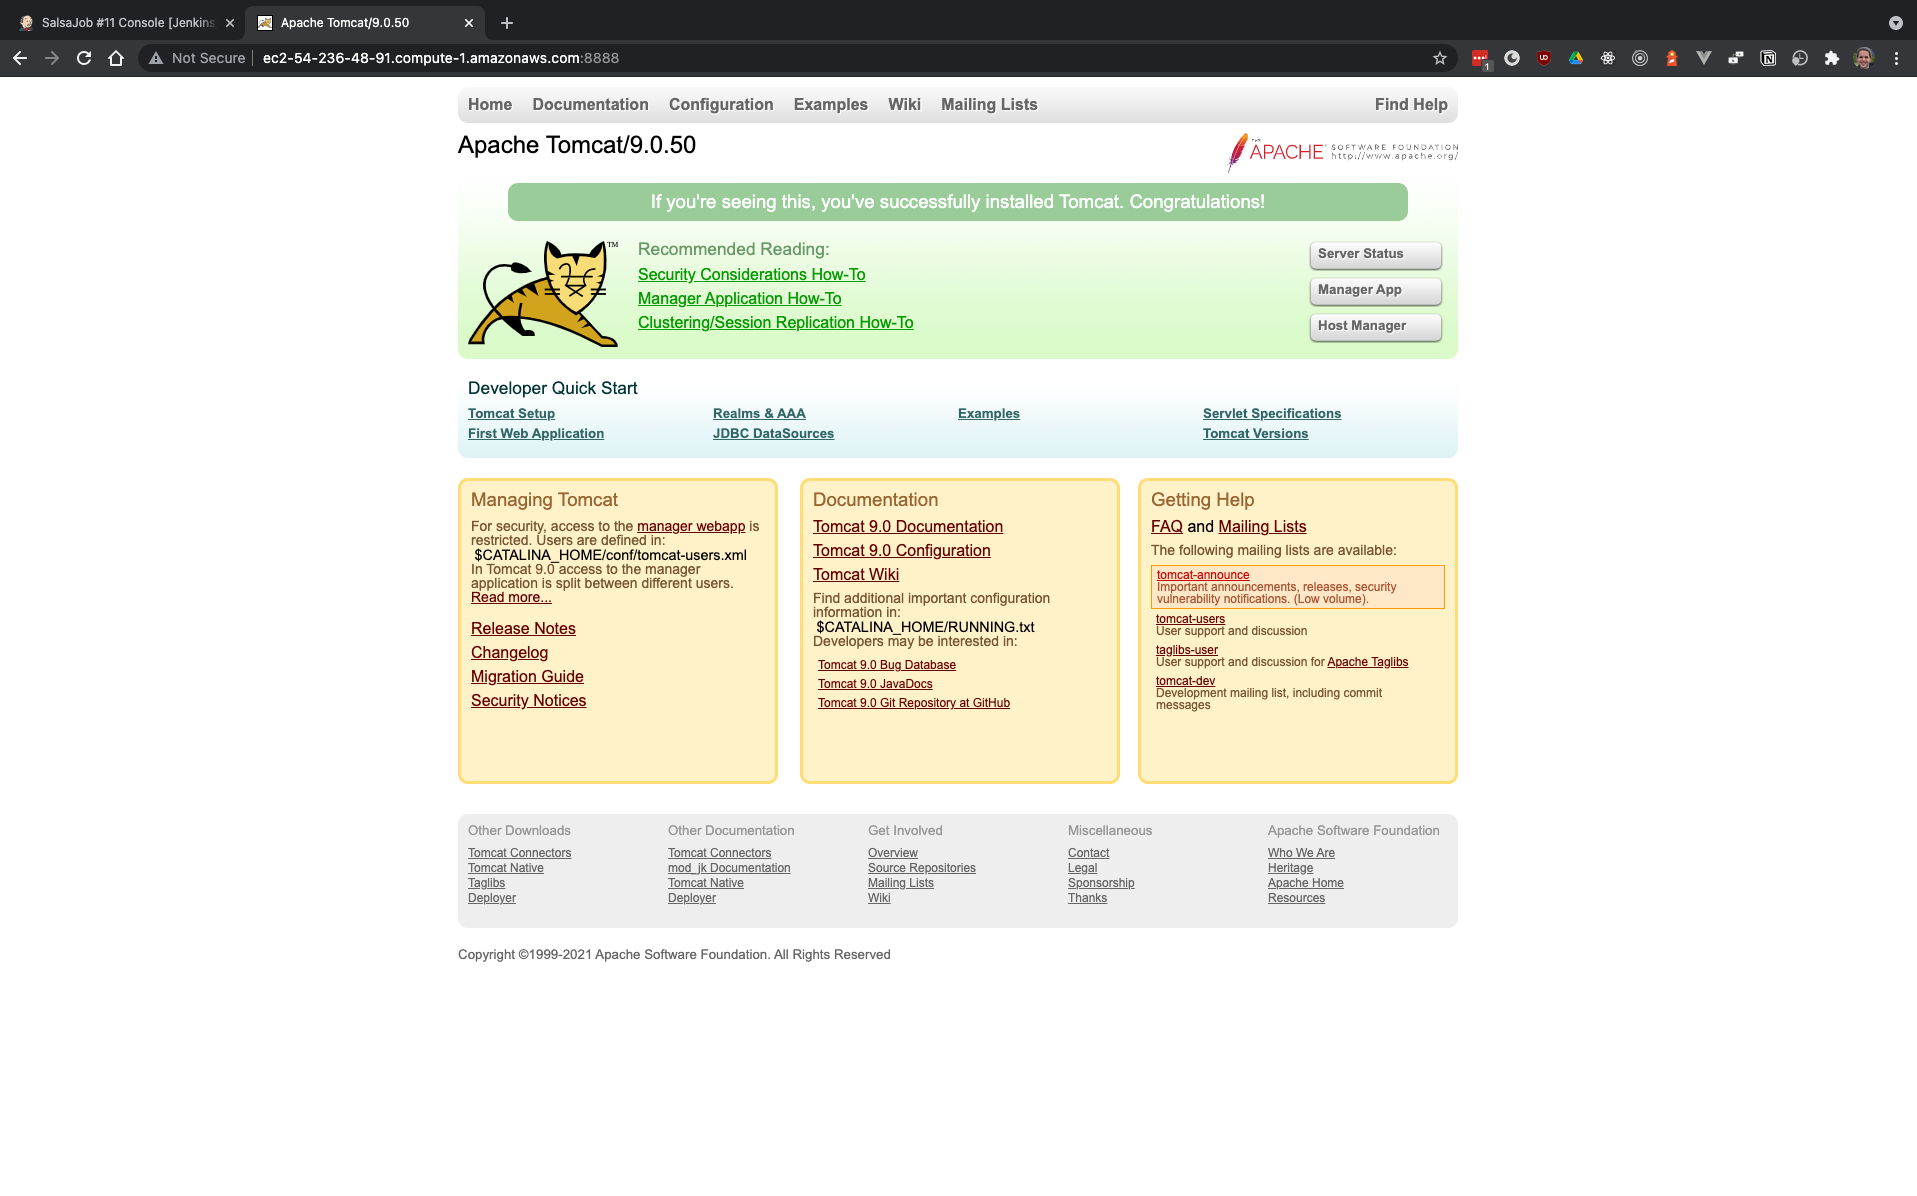 SalsaJob #11 Console [Jenkins
Apache Tomcat/9.0.50
Not Secure
ec2-54-236-48-91.compute-1.amazonaws.com:8888
1
Home Documentation Configuration Examples Wiki Mailing Lists Find Help
Apache Tomcat/9.0.50
THE APACHE SOFTWARE FOUNDATION
http://www.apache.org/
If you're seeing this, you've successfully installed Tomcat. Congratulations!
TM
Recommended Reading:
Security Considerations How-To
Manager Application How-To
Clustering/Session Replication How-To
Server Status
Manager App
Host Manager
Developer Quick Start
Tomcat Setup
First Web Application
Realms & AAA
JDBC DataSources
Examples
Servlet Specifications
Tomcat Versions
Managing Tomcat
For security, access to the manager webapp is
restricted. Users are defined in:
$CATALINA_HOME/conf/tomcat-users.xml
In Tomcat 9.0 access to the manager
application is split between different users.
Read more...
Release Notes
Changelog
Migration Guide
Security Notices
Documentation
Tomcat 9.0 Documentation
Tomcat 9.0 Configuration
Tomcat Wiki
Find additional important configuration
information in:
$CATALINA_HOME/RUNNING.txt
Developers may be interested in:
Tomcat 9.0 Bug Database
Tomcat 9.0 JavaDocs
Tomcat 9.0 Git Repository at GitHub
Getting Help
FAQ and Mailing Lists
The following mailing lists are available:
tomcat-announce
Important announcements, releases, security
vulnerability notifications. (Low volume).
tomcat-users
User support and discussion
taglibs-user
User support and discussion for Apache Taglibs
tomcat-dev
Development mailing list, including commit
messages
Other Downloads
Tomcat Connectors
Tomcat Native
Taglibs
Deployer
Other Documentation
Tomcat Connectors
mod_jk Documentation
Tomcat Native
Deployer
Get Involved
Overview
Source Repositories
Mailing Lists
Wiki
Miscellaneous
Contact
Legal
Sponsorship
Thanks
Apache Software Foundation
Who We Are
Heritage
Apache Home
Resources
Copyright ©1999-2021 Apache Software Foundation. All Rights Reserved